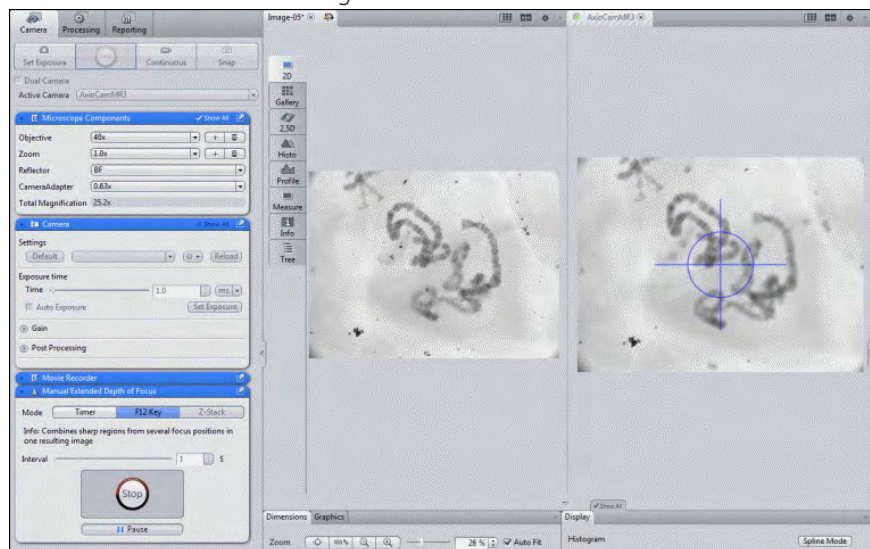 Camera Processing Reporting
Set Exposure Continuous Snap
Dual Camera
Active Camera AxioCamMR3
Microscope Components Show All
Objective 40x
Zoom 1.0x
Reflector BF
CameraAdapter 0.63x
Total Magnification 25.2x
Camera Show All
Settings
Default Reload
Exposure time
Time 1.0 ms
Auto Exposure Set Exposure
Gain
Post Processing
Movie Recorder
Manual Extended Depth of Focus
Mode Timer F12 Key Z-Stack
Info: Combines sharp regions from several focus positions in
one resulting image
Interval 1 S
Stop
Pause
Image-05*
2D
Gallery
2,5D
Histo
Profile
Measure
Info
Tree
Dimensions Graphics
Zoom 100% 28 % Auto Fit
AxioCamMR3
Show All
Display
Histogram Spline Mode